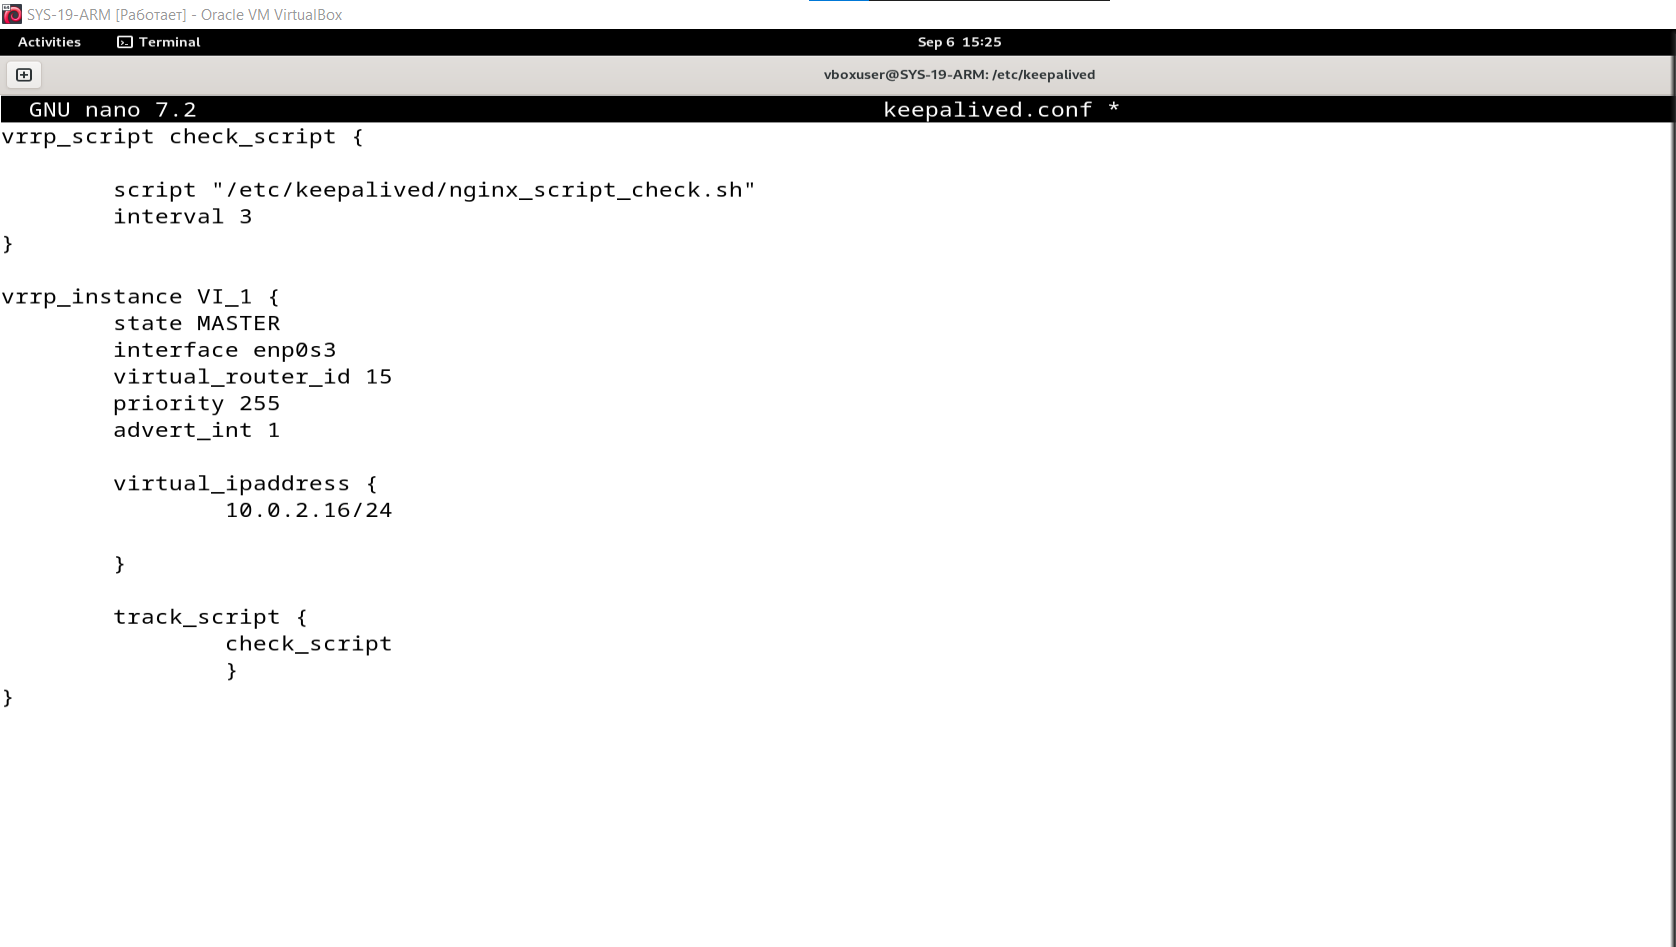 SYS-19-ARM [Работает] - Oracle VM VirtualBox
Activities Terminal Sep 6 15:25
vboxuser@SYS-19-ARM: /etc/keepalived
GNU nano 7.2 keepalived.conf *
vrrp_script check_script {
script "/etc/keepalived/nginx_script_check.sh"
interval 3
}
vrrp_instance VI_1 {
state MASTER
interface enp0s3
virtual_router_id 15
priority 255
advert_int 1
virtual_ipaddress {
10.0.2.16/24
}
track_script {
check_script
}
}